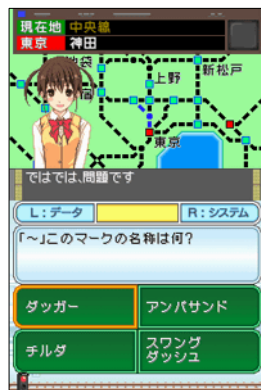 現在地 中央線
東京 神田
池袋
上野
新松戸
東京
ではでは、問題です
L:データ
R:システム
「~」このマークの名称は何?
ダッガー
アンパサンド
チルダ
スワング
ダッシュ